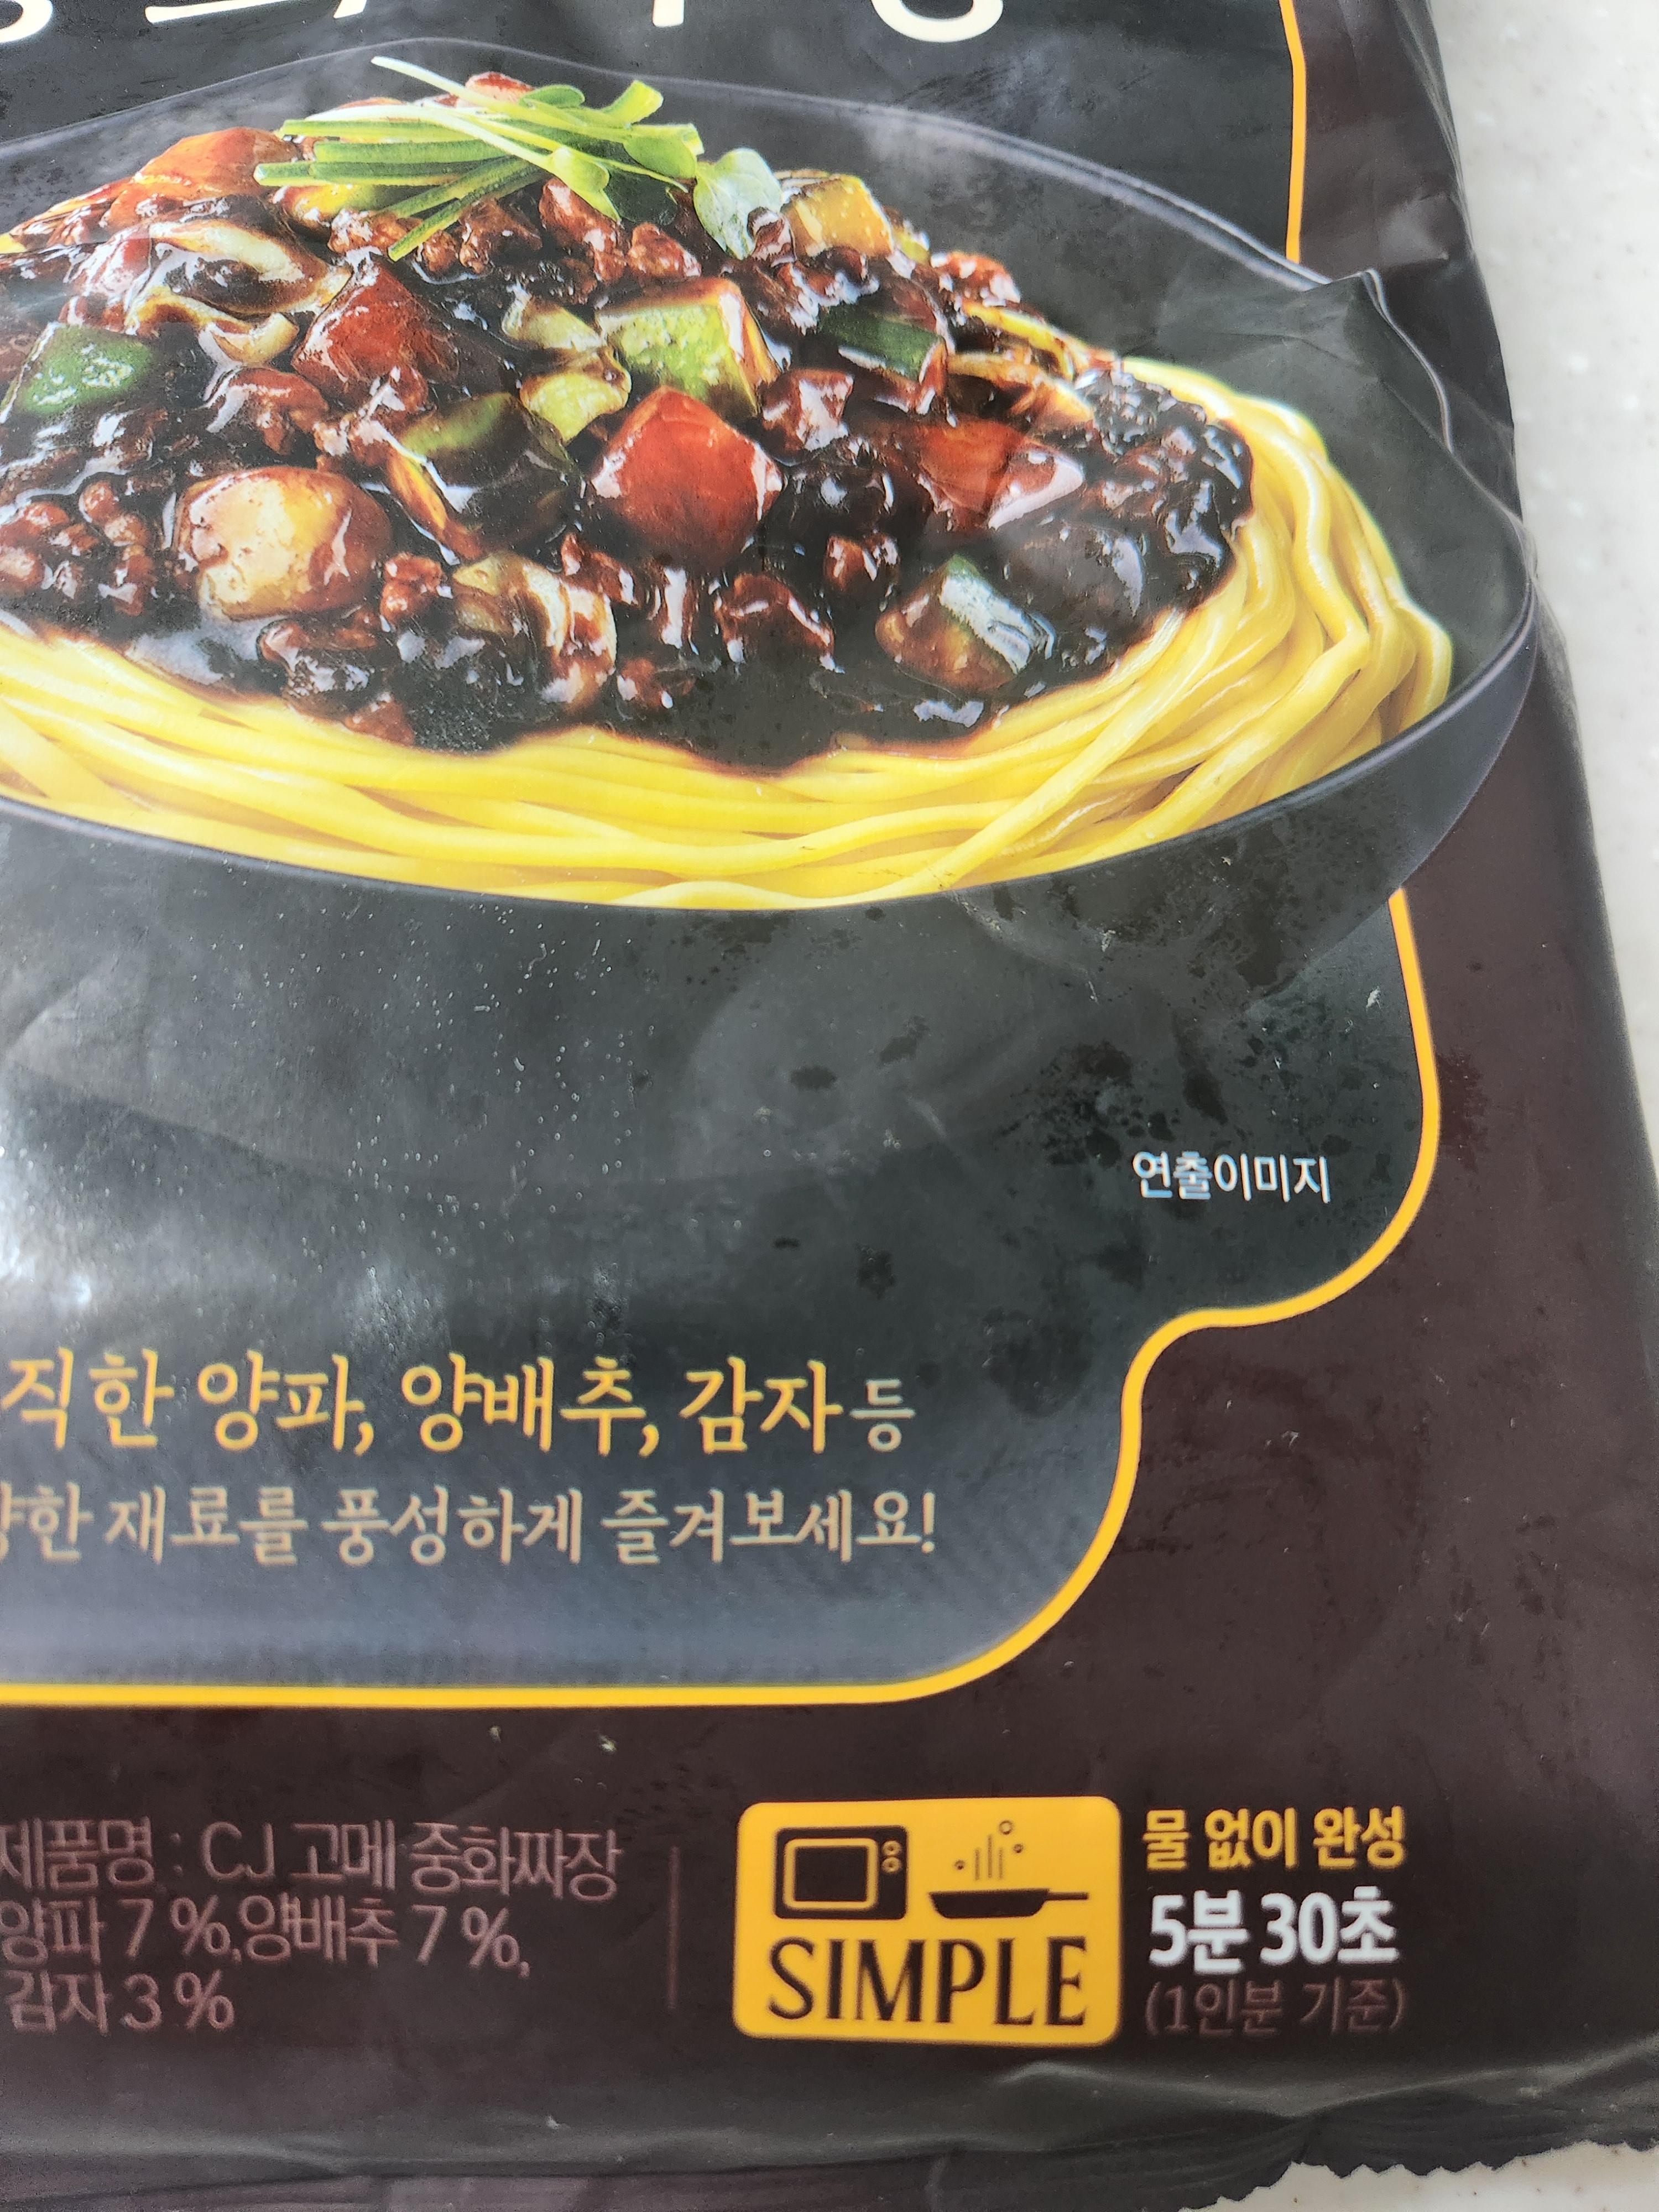 연출이미지
직한 양파, 양배추, 감자 등
한 재료를 풍성하게 즐겨보세요!
제품명 : CJ 고메 중화짜장
양파 7 %,양배추 7 %,
감자 3 %
SIMPLE
물 없이 완성
5분 30초
(1인분 기준)